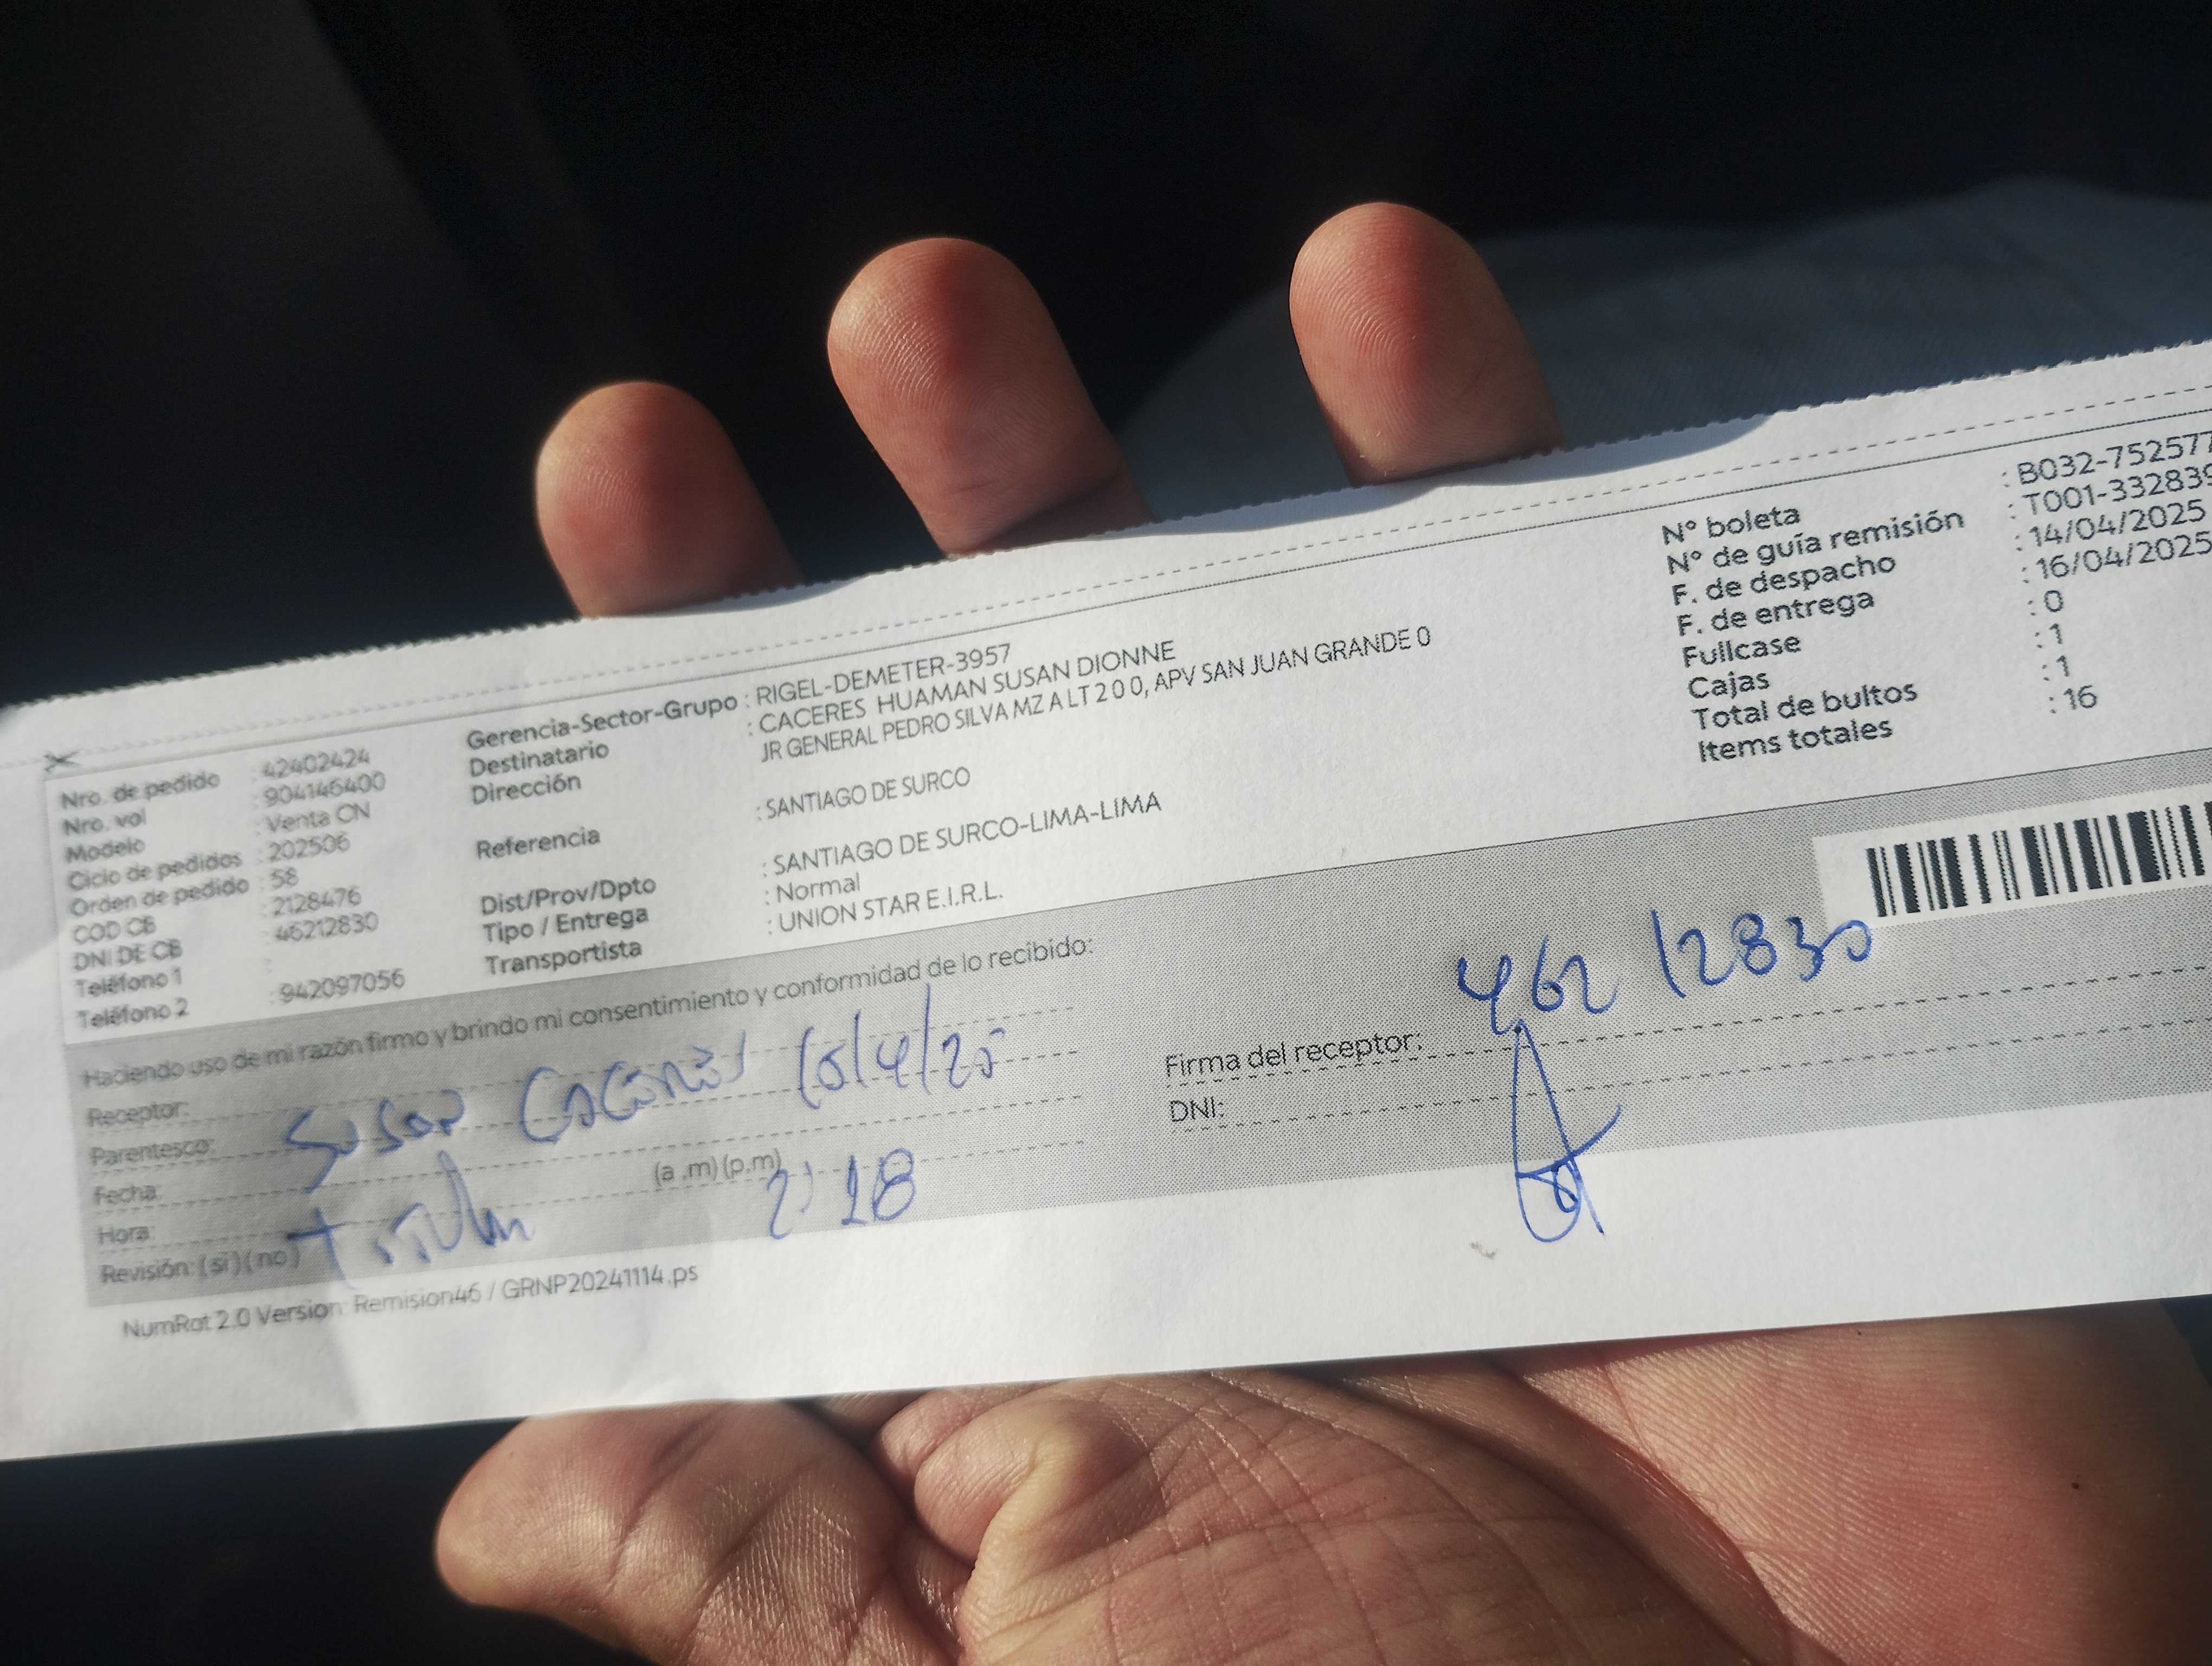 Nro. de pedido : 42402424
Nro. vol : 904146400
Modelo : Venta CN
Ciclo de pedidos : 202506
Orden de pedido : 58
COD CB : 2128476
DNI DE CB : 46212830
Teléfono 1 :
Teléfono 2 : 942097056
Gerencia-Sector-Grupo : RIGEL-DEMETER-3957
Destinatario : CACERES HUAMAN SUSAN DIONNE
Dirección JR GENERAL PEDRO SILVA MZ A LT 2 0 0, APV SAN JUAN GRANDE 0
Referencia : SANTIAGO DE SURCO
Dist/Prov/Dpto : SANTIAGO DE SURCO-LIMA-LIMA
Tipo / Entrega : Normal
Transportista : UNION STAR E.I.R.L.
N° boleta : B032-752577
N° de guía remisión : T001-332839
F. de despacho : 14/04/2025
F. de entrega : 16/04/2025
Fullcase : 0
Cajas : 1
Total de bultos : 1
Items totales : 16
Haciendo uso de mi razón firmo y brindo mi consentimiento y conformidad de lo recibido:
Receptor:
Susan Caceres 16/4/25
Parentesco:
Fecha:
Hora: (a .m) (p.m)
titular 2:18
Revisión: (si) (no)
46212830
Firma del receptor:
DNI:
NumRot 2.0 Version: Remision46 / GRNP20241114.ps